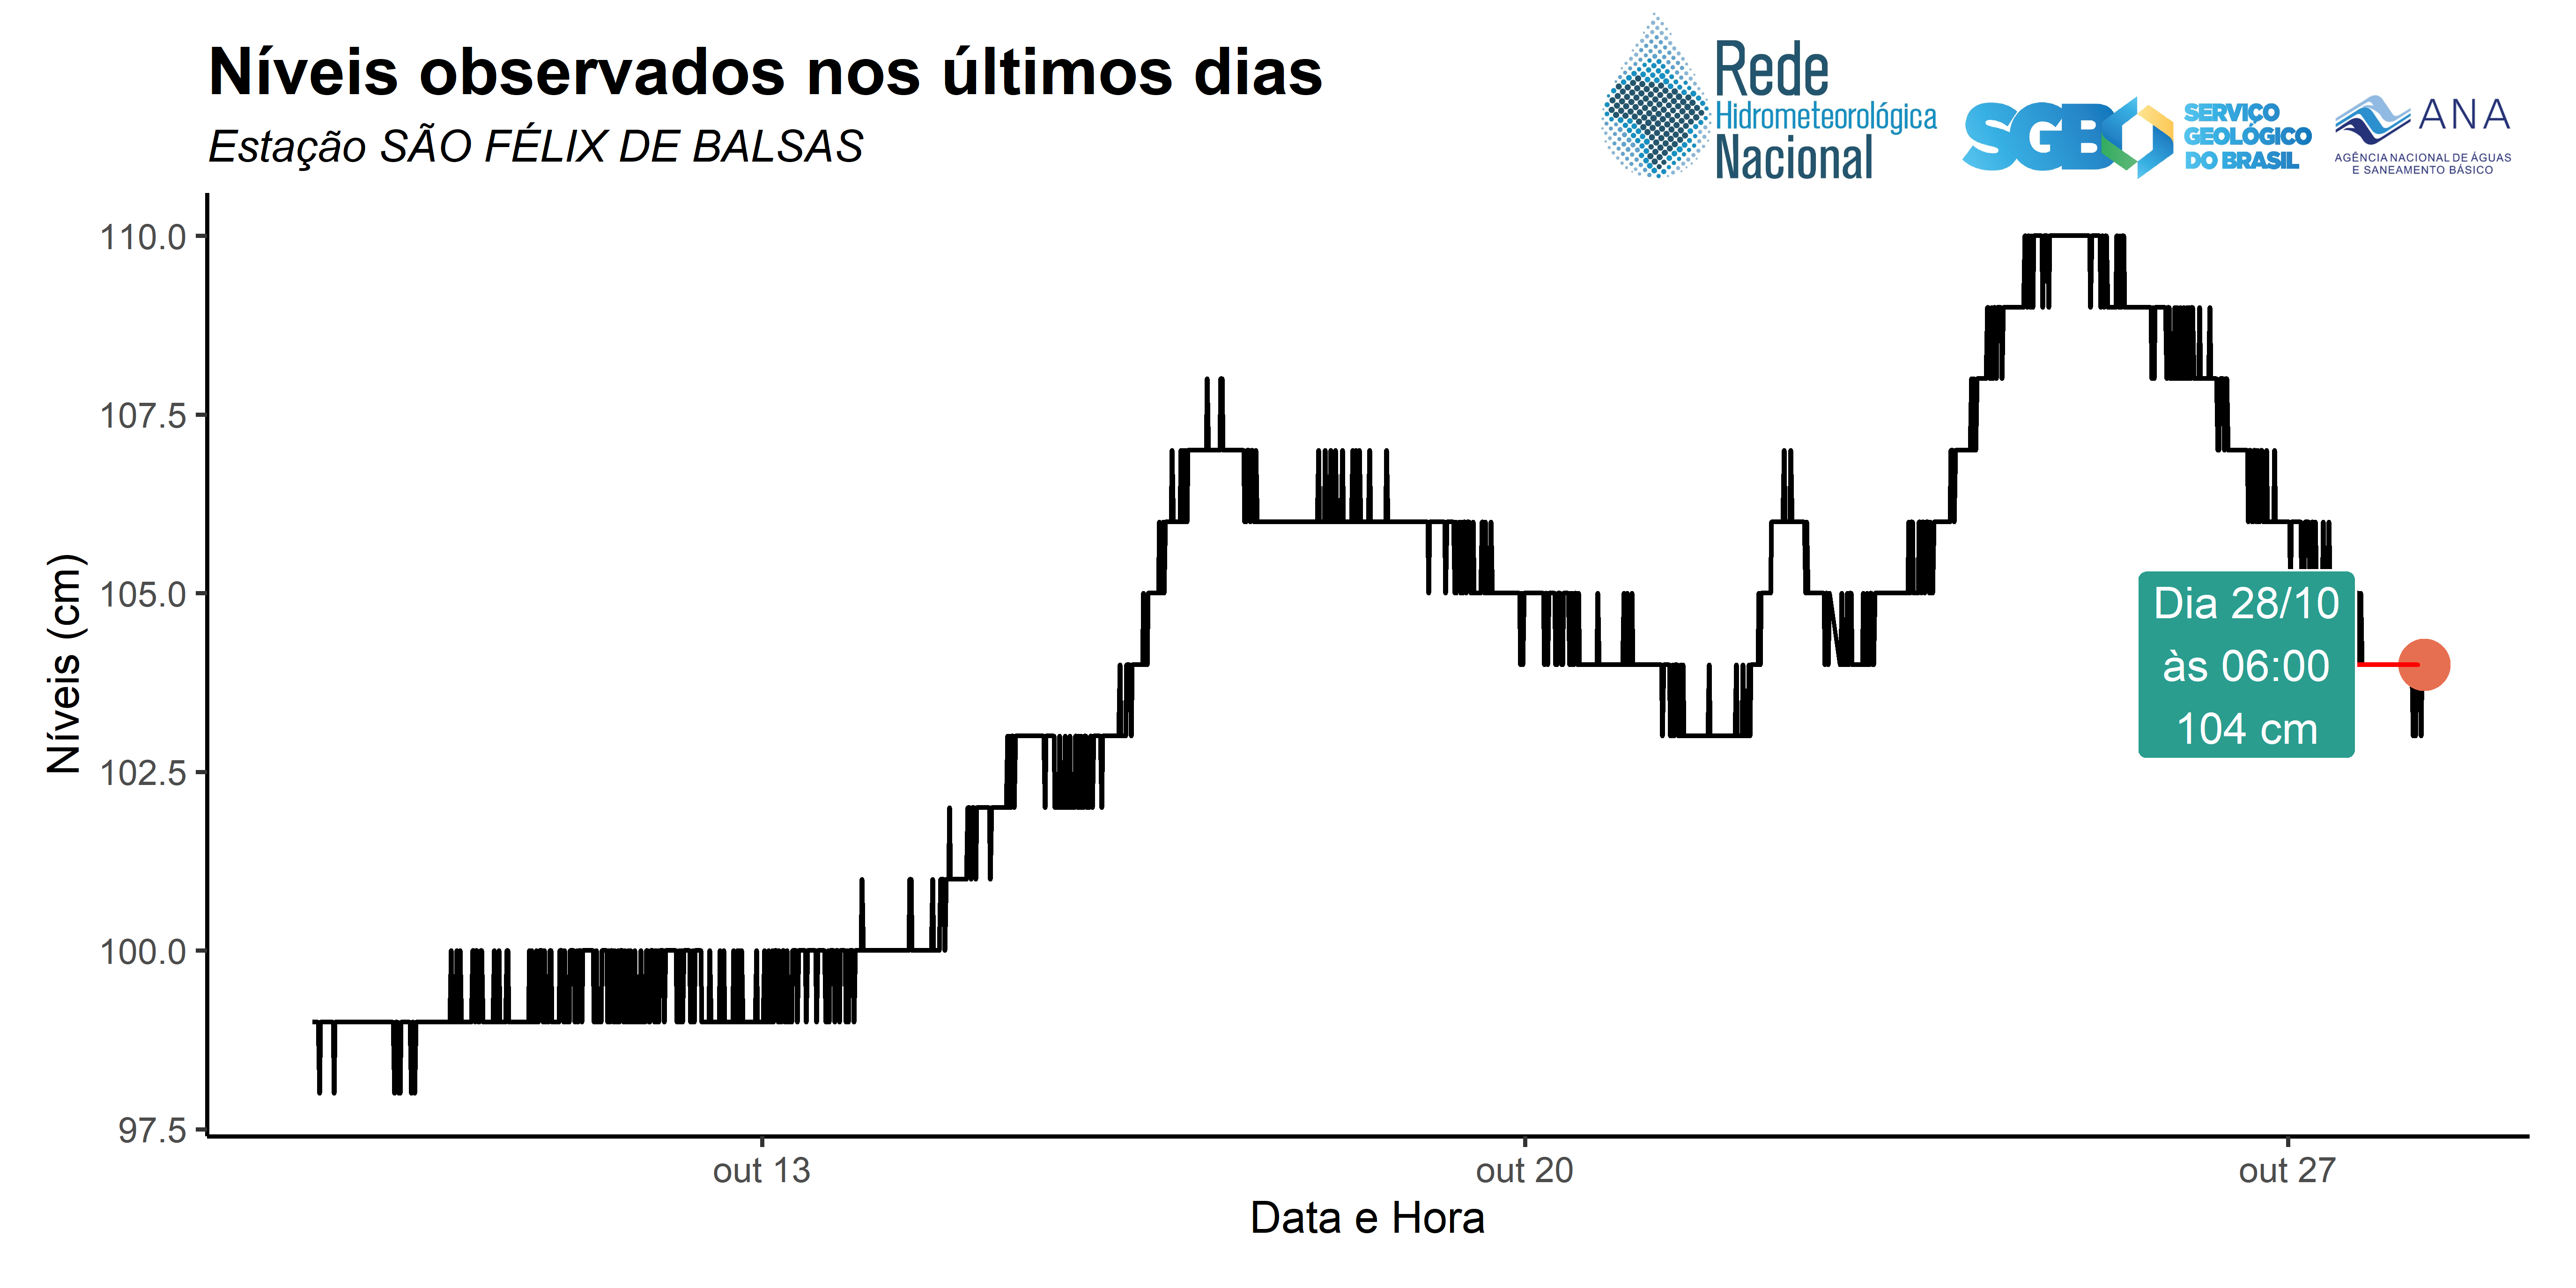 Níveis observados nos últimos dias
Estação SÃO FÉLIX DE BALSAS
Rede
Hidrometeorológica
Nacional
SGB
SERVIÇO
GEOLÓGICO
DO BRASIL
ANA
AGÊNCIA NACIONAL DE ÁGUAS
E SANEAMENTO BÁSICO
Níveis (cm)
110.0
107.5
105.0
102.5
100.0
97.5
Dia 28/10
às 06:00
104 cm
out 13
out 20
out 27
Data e Hora